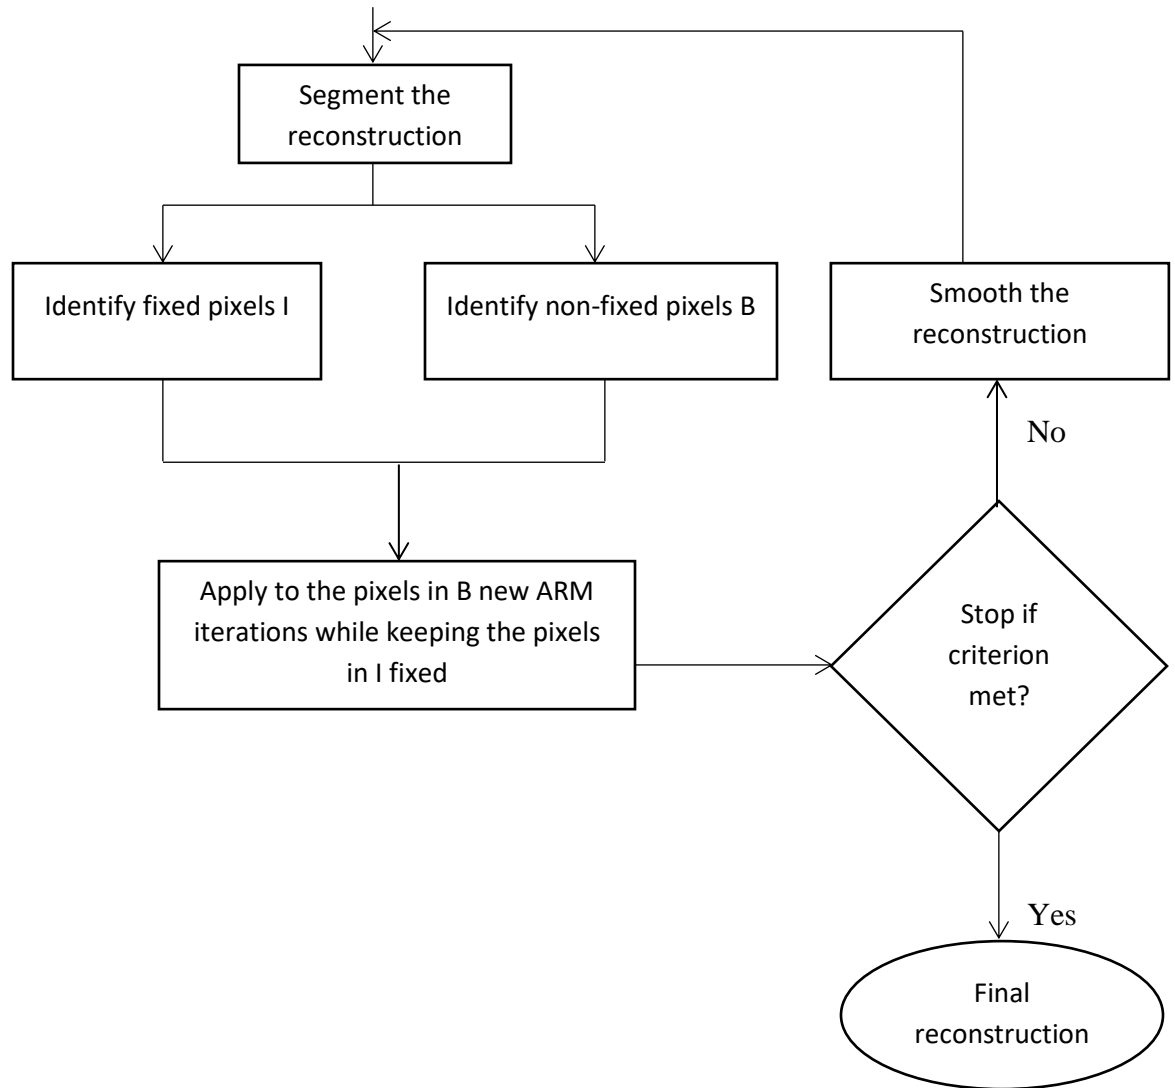 Segment the
reconstruction
Identify fixed pixels I
Identify non-fixed pixels B
Smooth the
reconstruction
No
Apply to the pixels in B new ARM
iterations while keeping the pixels
in I fixed
Stop if
criterion
met?
Yes
Final
reconstruction